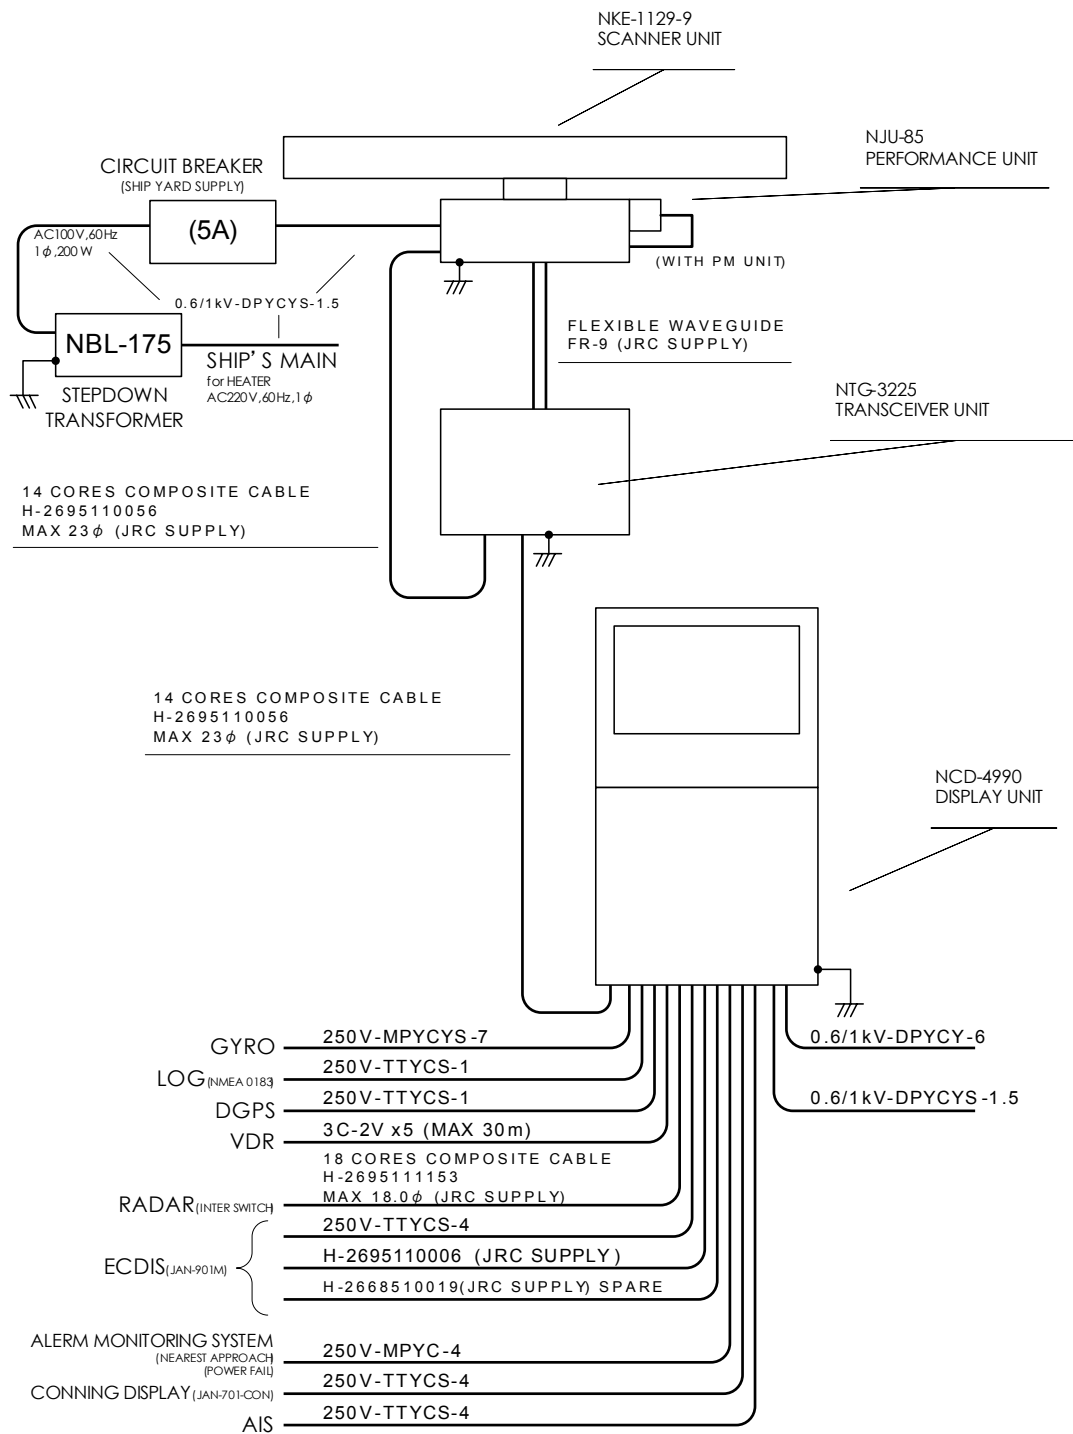 NKE-1129-9
SCANNER UNIT
NJU-85
PERFORMANCE UNIT
CIRCUIT BREAKER
(SHIP YARD SUPPLY)
(5A)
AC100V,60Hz
1φ,200W
(WITH PM UNIT)
0.6/1kV-DPYCYS-1.5
NBL-175
SHIP'S MAIN
for HEATER
AC220V,60Hz,1φ
STEPDOWN
TRANSFORMER
FLEXIBLE WAVEGUIDE
FR-9 (JRC SUPPLY)
NTG-3225
TRANSCEIVER UNIT
14 CORES COMPOSITE CABLE
H-2695110056
MAX 23φ (JRC SUPPLY)
14 CORES COMPOSITE CABLE
H-2695110056
MAX 23φ (JRC SUPPLY)
NCD-4990
DISPLAY UNIT
GYRO 250V-MPYCYS-7
0.6/1kV-DPYCY-6
LOG(NMEA 0183) 250V-TTYCS-1
DGPS 250V-TTYCS-1
0.6/1kV-DPYCYS-1.5
VDR 3C-2V x5 (MAX 30m)
18 CORES COMPOSITE CABLE
H-2695111153
MAX 18.0φ (JRC SUPPLY)
RADAR(INTER SWITCH)
250V-TTYCS-4
ECDIS(JAN-901M) H-2695110006 (JRC SUPPLY)
H-2668510019(JRC SUPPLY) SPARE
ALERM MONITORING SYSTEM
(NEAREST APPROACH)
(POWER FAIL)
250V-MPYC-4
CONNING DISPLAY(JAN-701-CON) 250V-TTYCS-4
AIS 250V-TTYCS-4